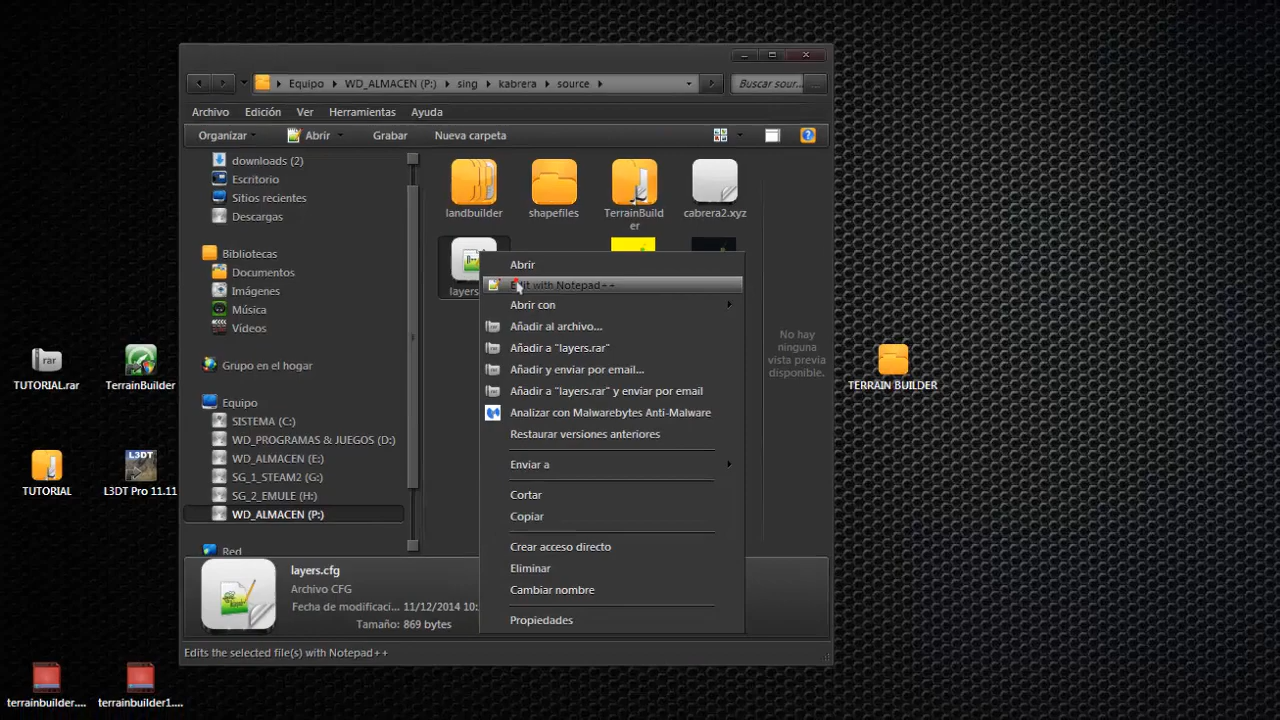 Equipo
WD_ALMACEN (P:)
sing
kabrera
source
Buscar sour...
Archivo
Edición
Ver
Herramientas
Ayuda
Organizar
Abrir
Grabar
Nueva carpeta
downloads (2)
Escritorio
Sitios recientes
Descargas
Bibliotecas
Documentos
Imágenes
Música
Vídeos
Grupo en el hogar
Equipo
SISTEMA (C:)
WD_PROGRAMAS & JUEGOS (D:)
WD_ALMACEN (E:)
SG_1_STEAM2 (G:)
SG_2_EMULE (H:)
WD_ALMACEN (P:)
Red
landbuilder
shapefiles
TerrainBuild
er
cabrera2.xyz
Abrir
Edit with Notepad++
Abrir con
Añadir al archivo...
Añadir a "layers.rar"
Añadir y enviar por email...
Añadir a "layers.rar" y enviar por email
Analizar con Malwarebytes Anti-Malware
Restaurar versiones anteriores
Enviar a
Cortar
Copiar
Crear acceso directo
Eliminar
Cambiar nombre
Propiedades
No hay
ninguna
vista previa
disponible.
layers.cfg
Archivo CFG
Fecha de modificaci... 11/12/2014 10:
Tamaño: 869 bytes
Edits the selected file(s) with Notepad++
rar
TUTORIAL.rar
TerrainBuilder
TUTORIAL
L3DT
L3DT Pro 11.11
terrainbuilder....
terrainbuilder1....
TERRAIN BUILDER